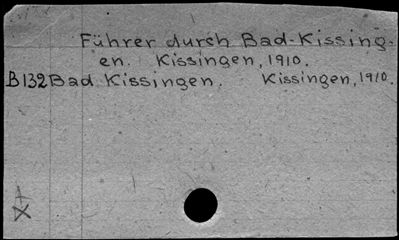 Führer durch Bad-Kissing-
en. Kissingen, 1910.
B132 Bad Kissingen. Kissingen, 1910.